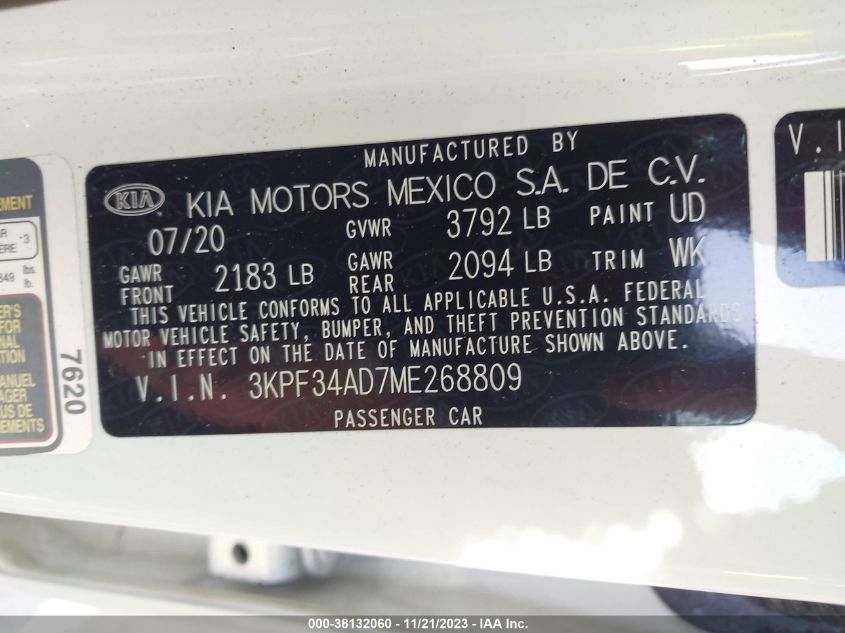 MANUFACTURED BY
KIA KIA MOTORS MEXICO S.A. DE C.V.
07/20 GVWR 3792 LB PAINT UD
GAWR FRONT 2183 LB GAWR REAR 2094 LB TRIM WK
THIS VEHICLE CONFORMS TO ALL APPLICABLE U.S.A. FEDERAL
MOTOR VEHICLE SAFETY, BUMPER, AND THEFT PREVENTION STANDARDS
IN EFFECT ON THE DATE OF MANUFACTURE SHOWN ABOVE.
V.I.N. 3KPF34AD7ME268809
PASSENGER CAR
7620
lbs.
lb.
FOR
V.I
000-38132060 - 11/21/2023 - IAA Inc.